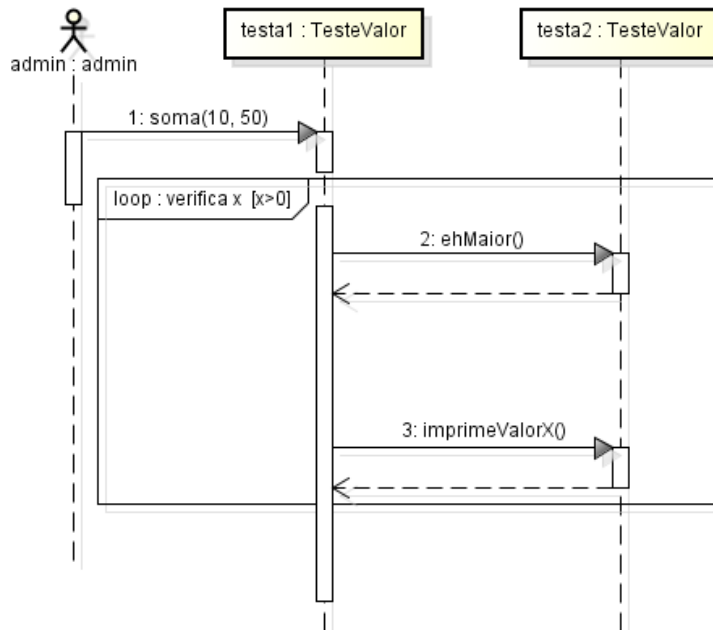 testa1 : TesteValor
testa2 : TesteValor
admin : admin
1: soma(10, 50)
loop : verifica x [x>0]
2: ehMaior()
3: imprimeValorX()